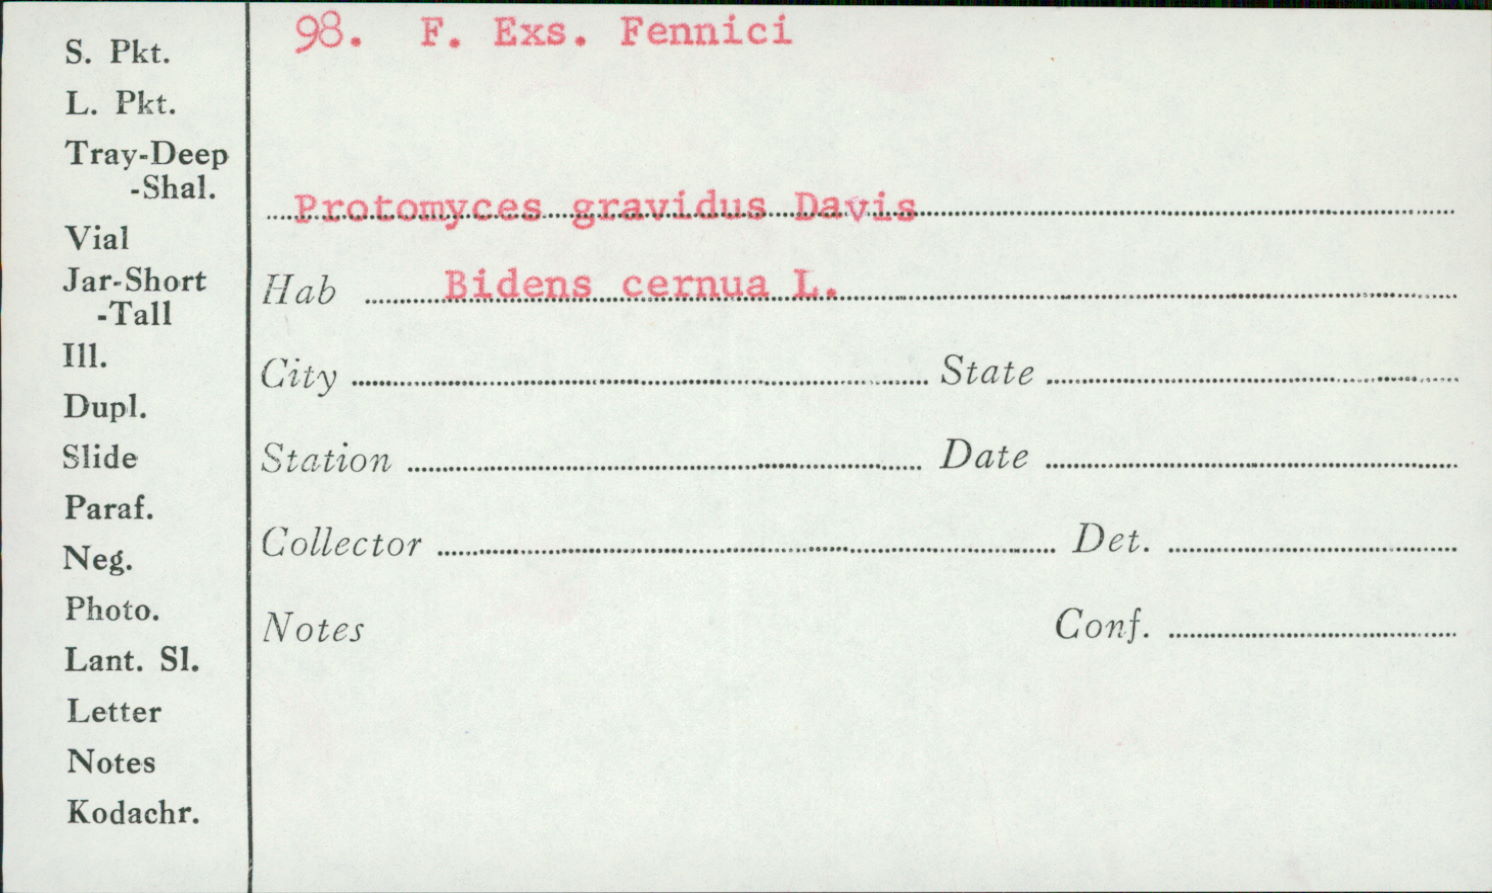 98. F. Exs. Fennici
S. Pkt.
L. Pkt.
Tray-Deep
-Shal.
Protomyces gravidus Davis
Vial
Jar-Short
-Tall
Hab Bidens cernua L.
Ill.
City State
Dupl.
Slide
Station Date
Paraf.
Neg.
Collector Det.
Photo.
Notes Conf.
Lant. Sl.
Letter
Notes
Kodachr.